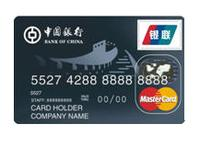 中国银行
BANK OF CHINA
银联
5527 4288 8888 8888
5527
STAFF 88888888
00/00
CARD HOLDER
COMPANY NAME
MasterCard